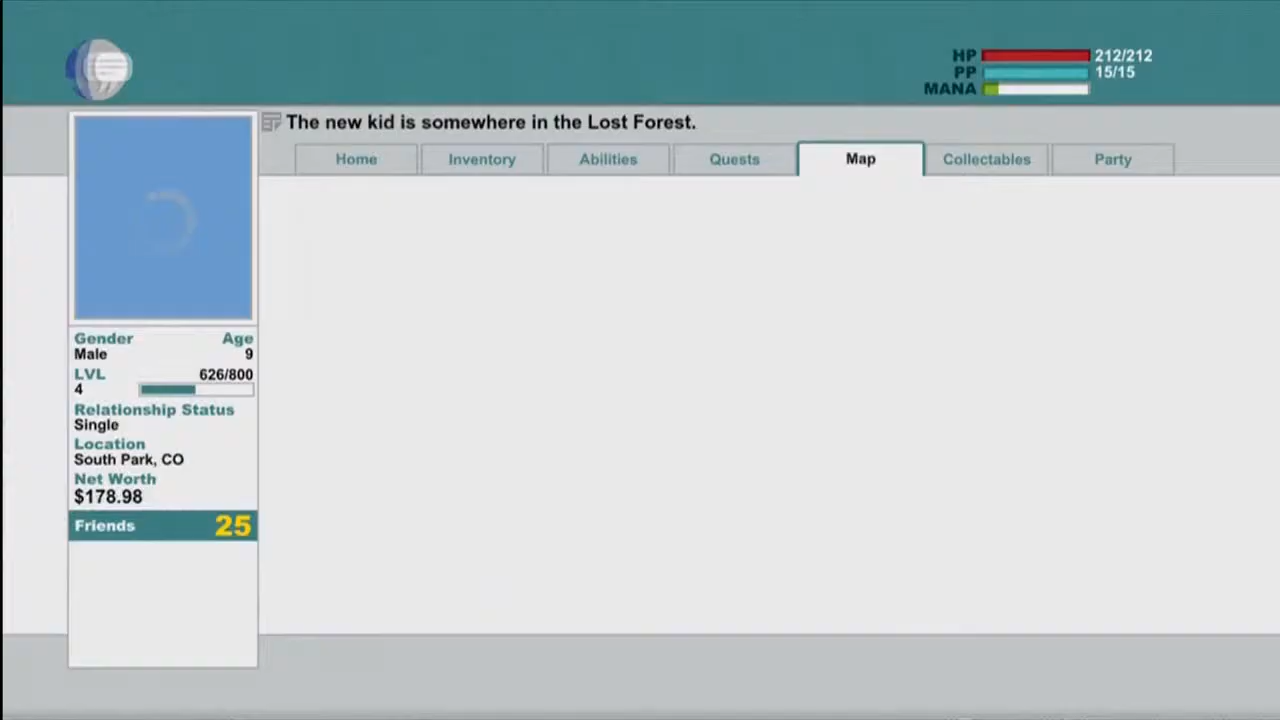 HP 212/212
PP 15/15
MANA
The new kid is somewhere in the Lost Forest.
Home Inventory Abilities Quests Map Collectables Party
Gender Age
Male 9
LVL 626/800
4
Relationship Status
Single
Location
South Park, CO
Net Worth
$178.98
Friends 25